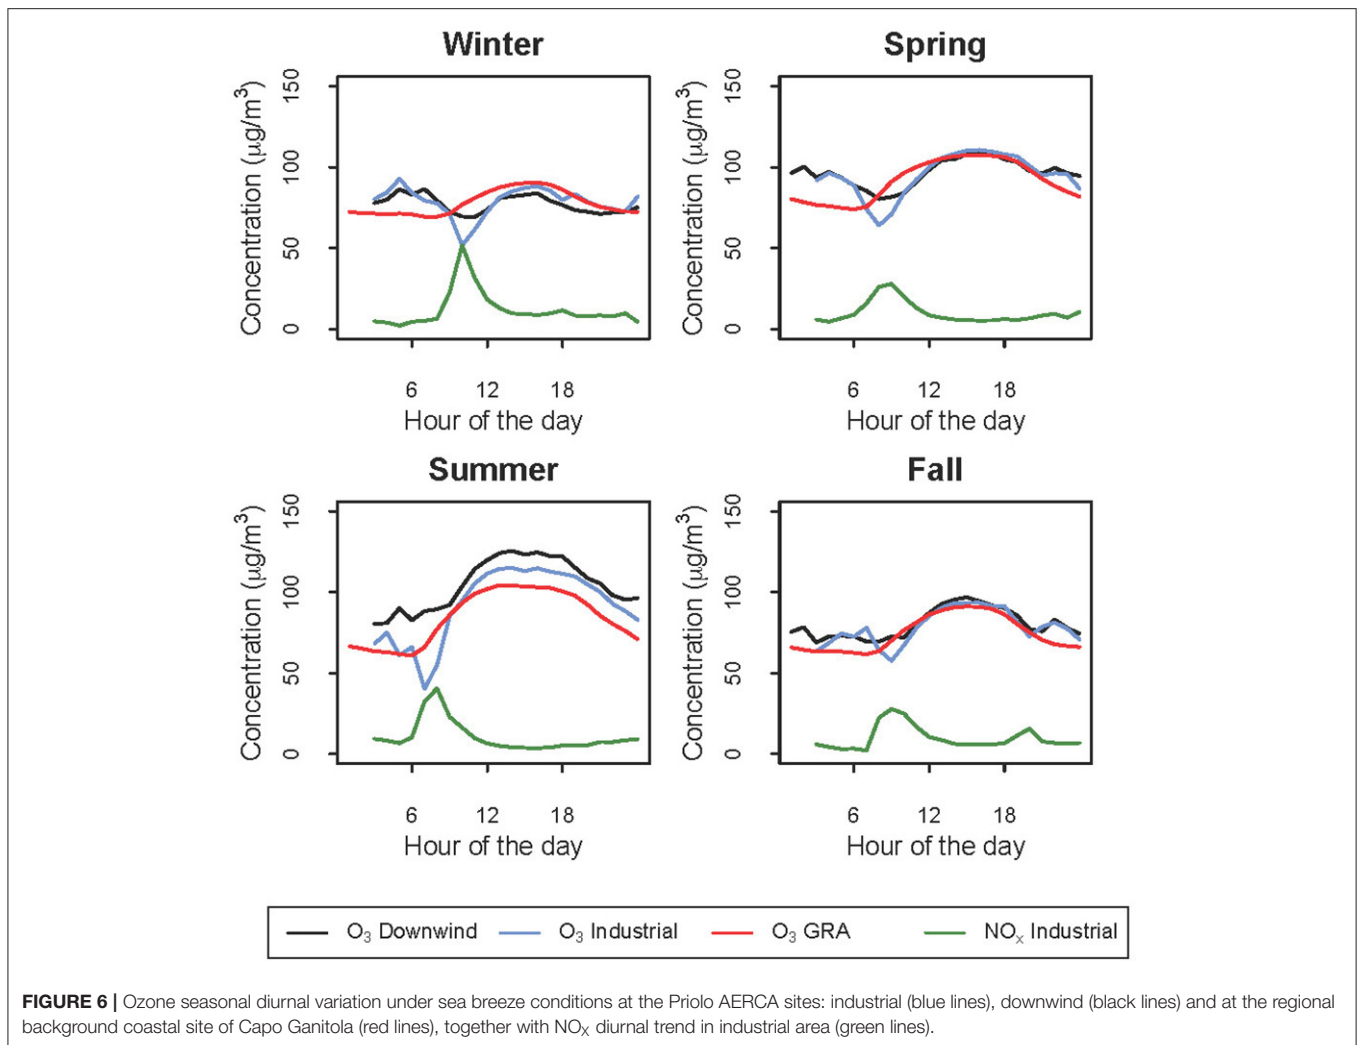 Winter
Spring
Concentration (μg/m³)
150
100
50
0
6 12 18
Hour of the day
Concentration (μg/m³)
150
100
50
0
6 12 18
Hour of the day
Summer
Fall
Concentration (μg/m³)
150
100
50
0
6 12 18
Hour of the day
Concentration (μg/m³)
150
100
50
0
6 12 18
Hour of the day
O₃ Downwind O₃ Industrial O₃ GRA NOₓ Industrial
FIGURE 6 | Ozone seasonal diurnal variation under sea breeze conditions at the Priolo AERCA sites: industrial (blue lines), downwind (black lines) and at the regional
background coastal site of Capo Ganitola (red lines), together with NOX diurnal trend in industrial area (green lines).